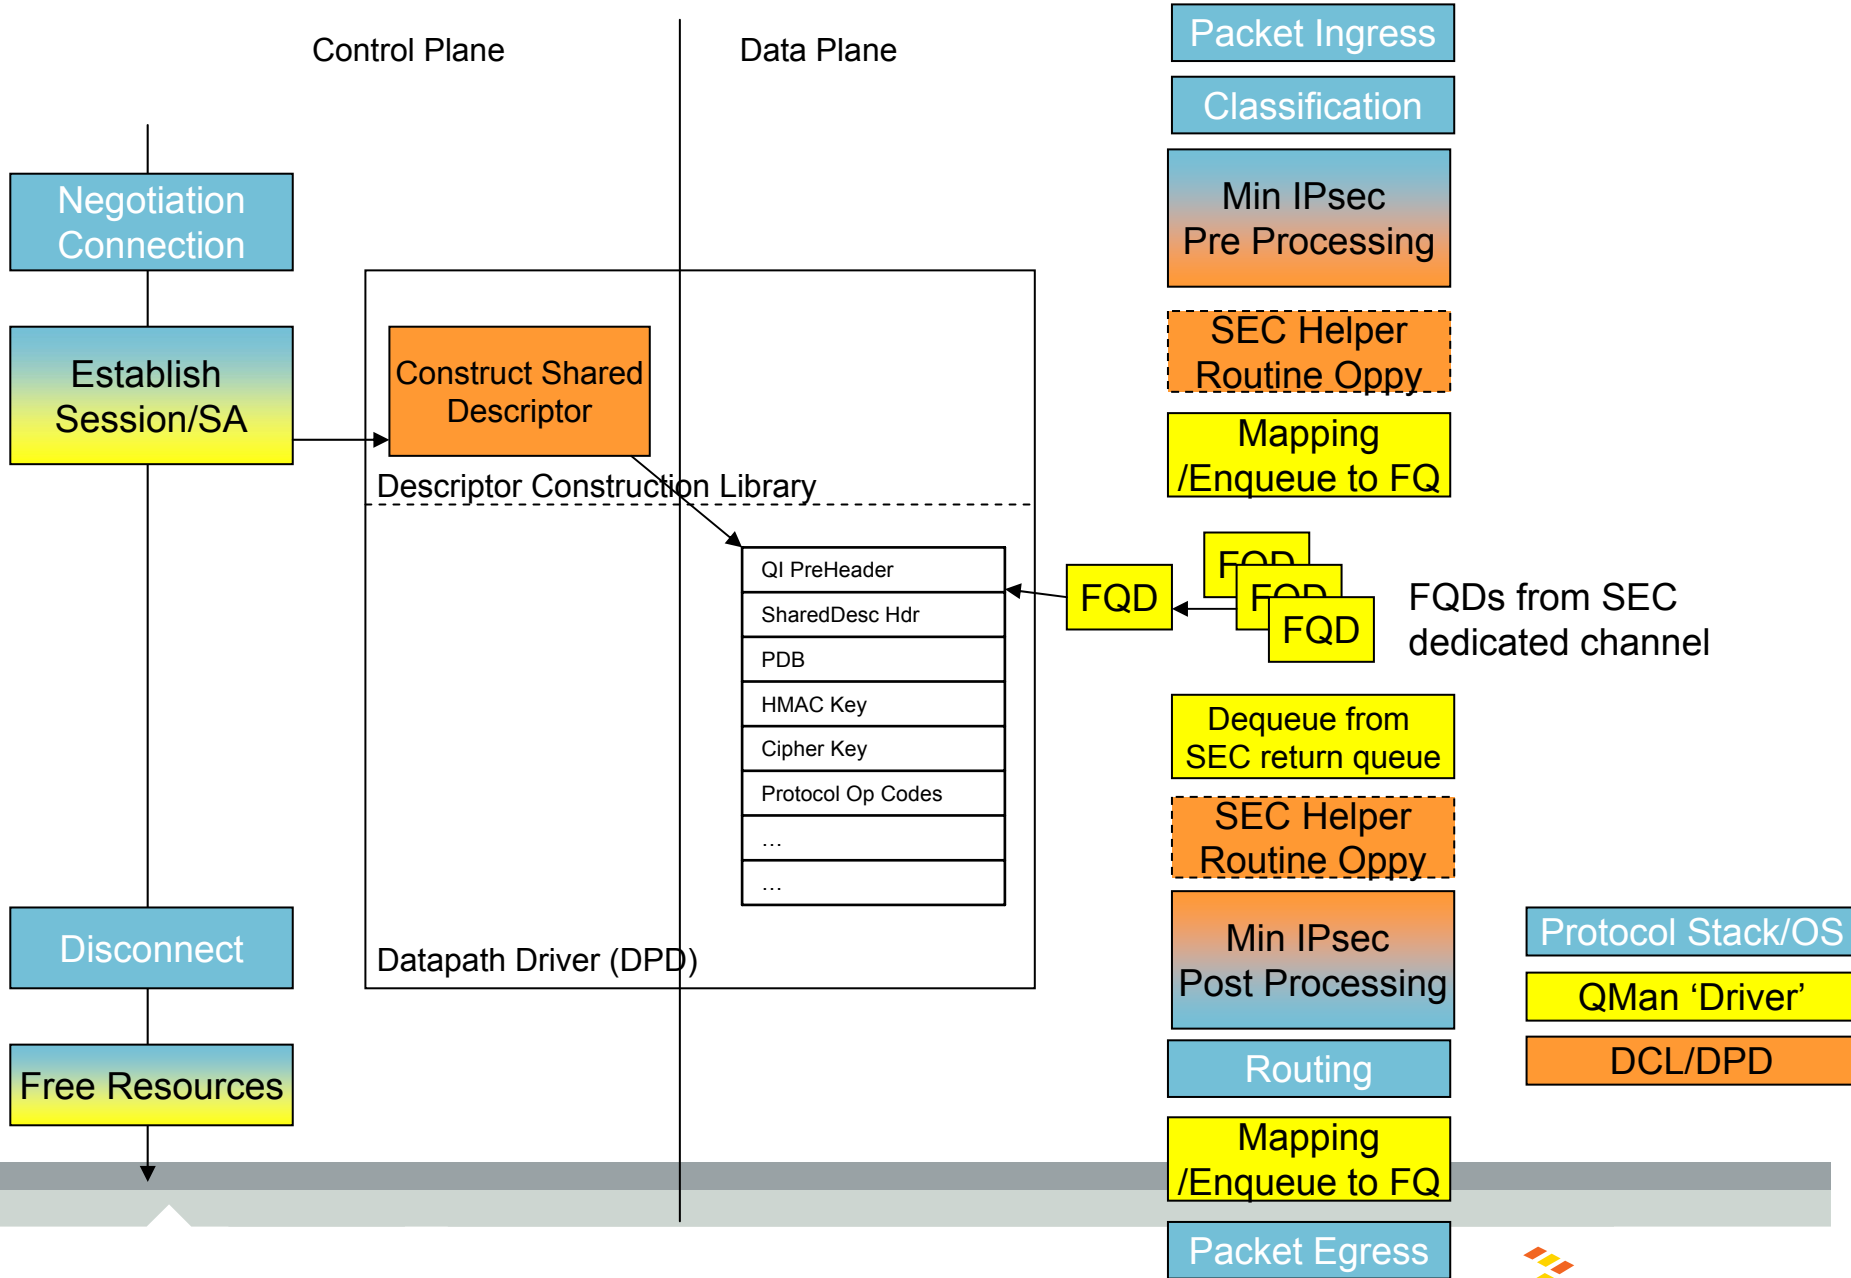 Control Plane
Data Plane
Negotiation
Connection
Establish
Session/SA
Disconnect
Free Resources
Construct Shared
Descriptor
Descriptor Construction Library
QI PreHeader
SharedDesc Hdr
PDB
HMAC Key
Cipher Key
Protocol Op Codes
…
…
Datapath Driver (DPD)
Packet Ingress
Classification
Min IPsec
Pre Processing
SEC Helper
Routine Oppy
Mapping
/Enqueue to FQ
FQD
FQD
FQD
FQD
FQDs from SEC
dedicated channel
Dequeue from
SEC return queue
SEC Helper
Routine Oppy
Min IPsec
Post Processing
Routing
Mapping
/Enqueue to FQ
Packet Egress
Protocol Stack/OS
QMan ‘Driver’
DCL/DPD